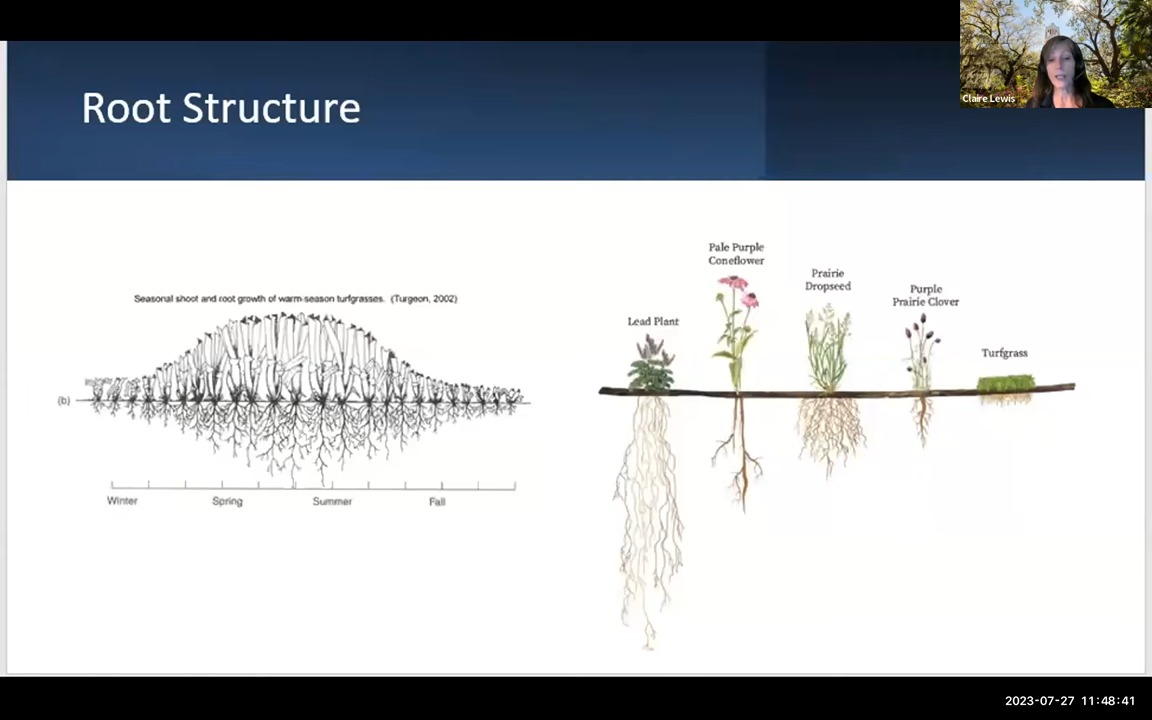 Claire Lewis
Root Structure
Seasonal shoot and root growth of warm-season turfgrasses. (Turgeon, 2002)
(b)
Winter Spring Summer Fall
Pale Purple
Coneflower
Prairie
Dropseed
Purple
Prairie Clover
Lead Plant
Turfgrass
2023-07-27 11:48:41